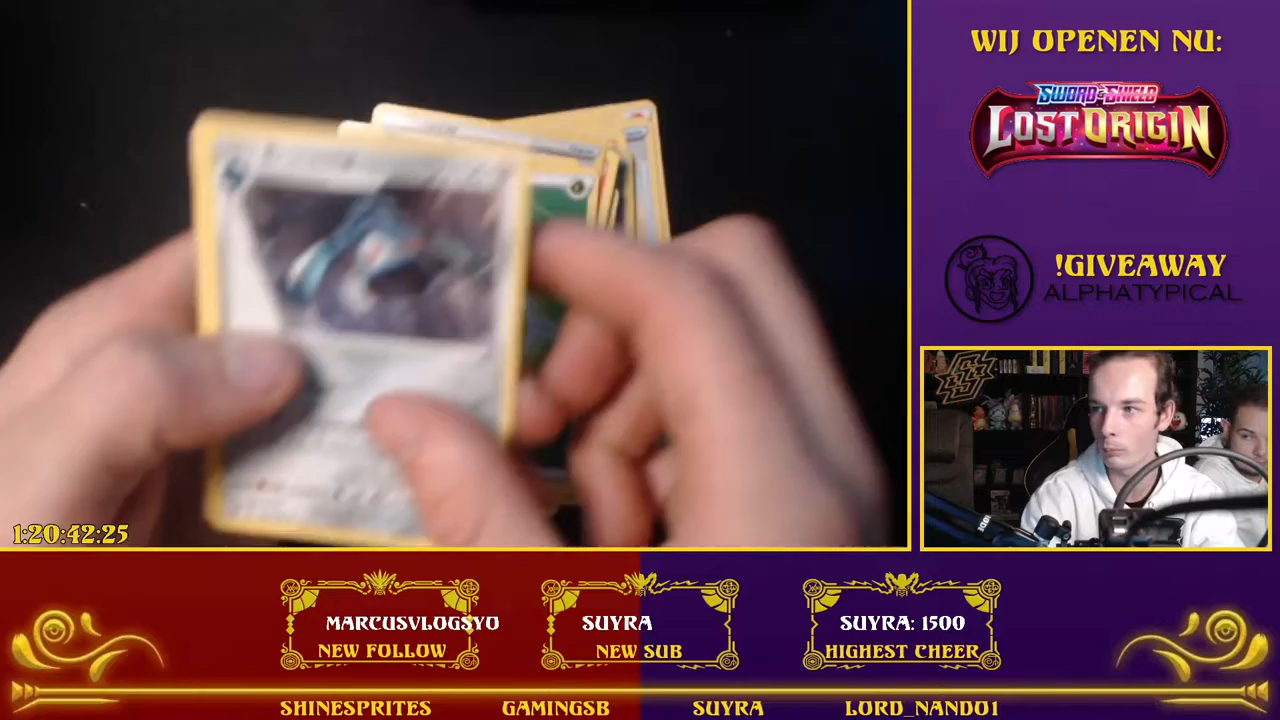 WIJ OPENEN NU:
SWORD & SHIELD
LOST ORIGIN
!GIVEAWAY
ALPHATYPICAL
1:20:42:25
MARCUSVLOGSYO
NEW FOLLOW
SUYRA
NEW SUB
SUYRA: 1500
HIGHEST CHEER
SHINESPRITES GAMINGSB SUYRA LORD_NANDO1